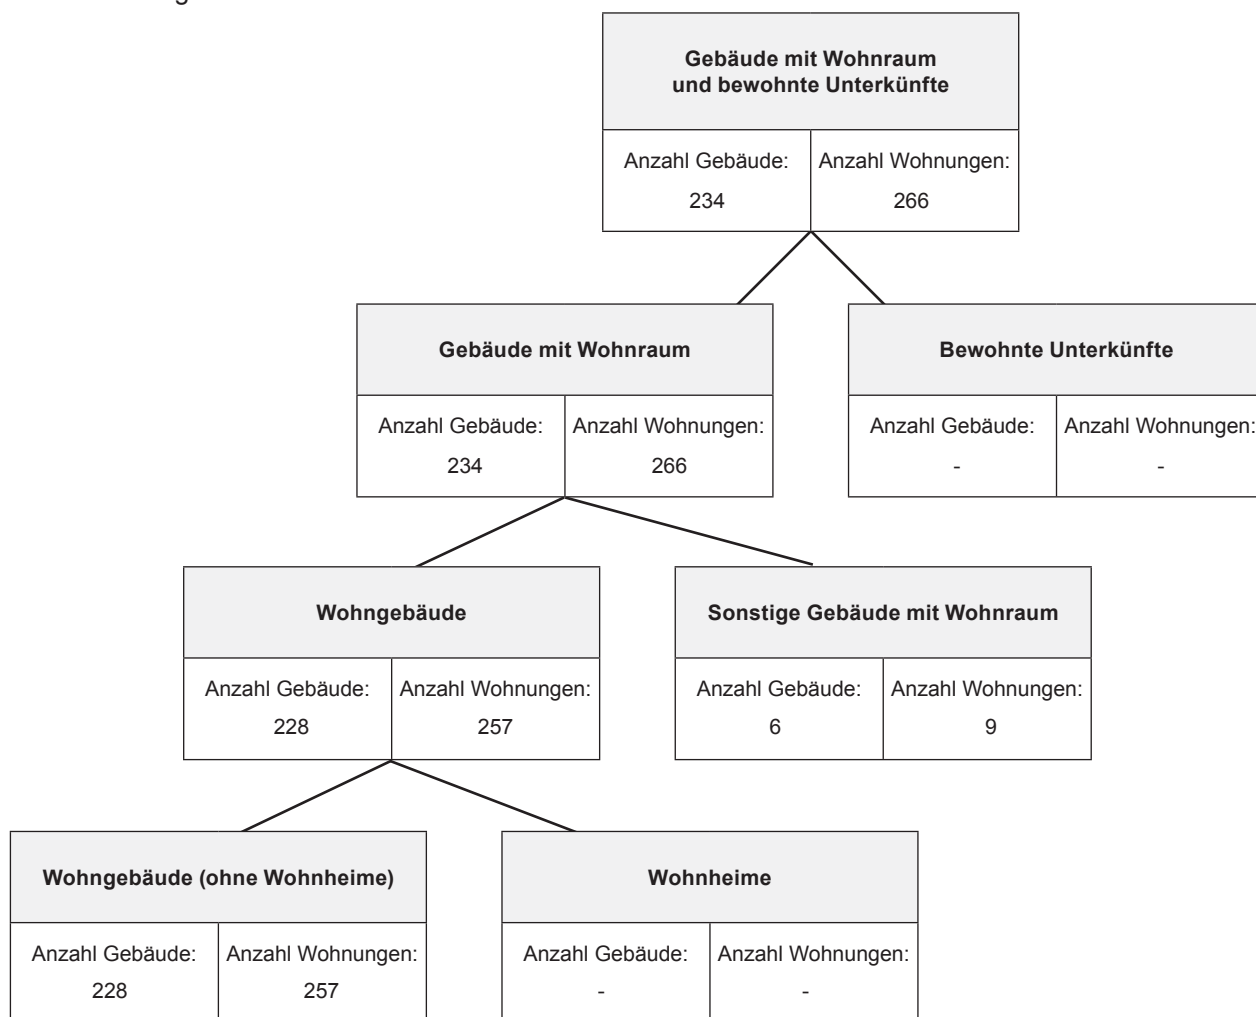 Gebäude mit Wohnraum
und bewohnte Unterkünfte
Anzahl Gebäude: Anzahl Wohnungen:
234 266
Gebäude mit Wohnraum
Bewohnte Unterkünfte
Anzahl Gebäude: Anzahl Wohnungen:
234 266
Anzahl Gebäude: Anzahl Wohnungen:
- -
Wohngebäude
Sonstige Gebäude mit Wohnraum
Anzahl Gebäude: Anzahl Wohnungen:
228 257
Anzahl Gebäude: Anzahl Wohnungen:
6 9
Wohngebäude (ohne Wohnheime)
Wohnheime
Anzahl Gebäude: Anzahl Wohnungen:
228 257
Anzahl Gebäude: Anzahl Wohnungen:
- -